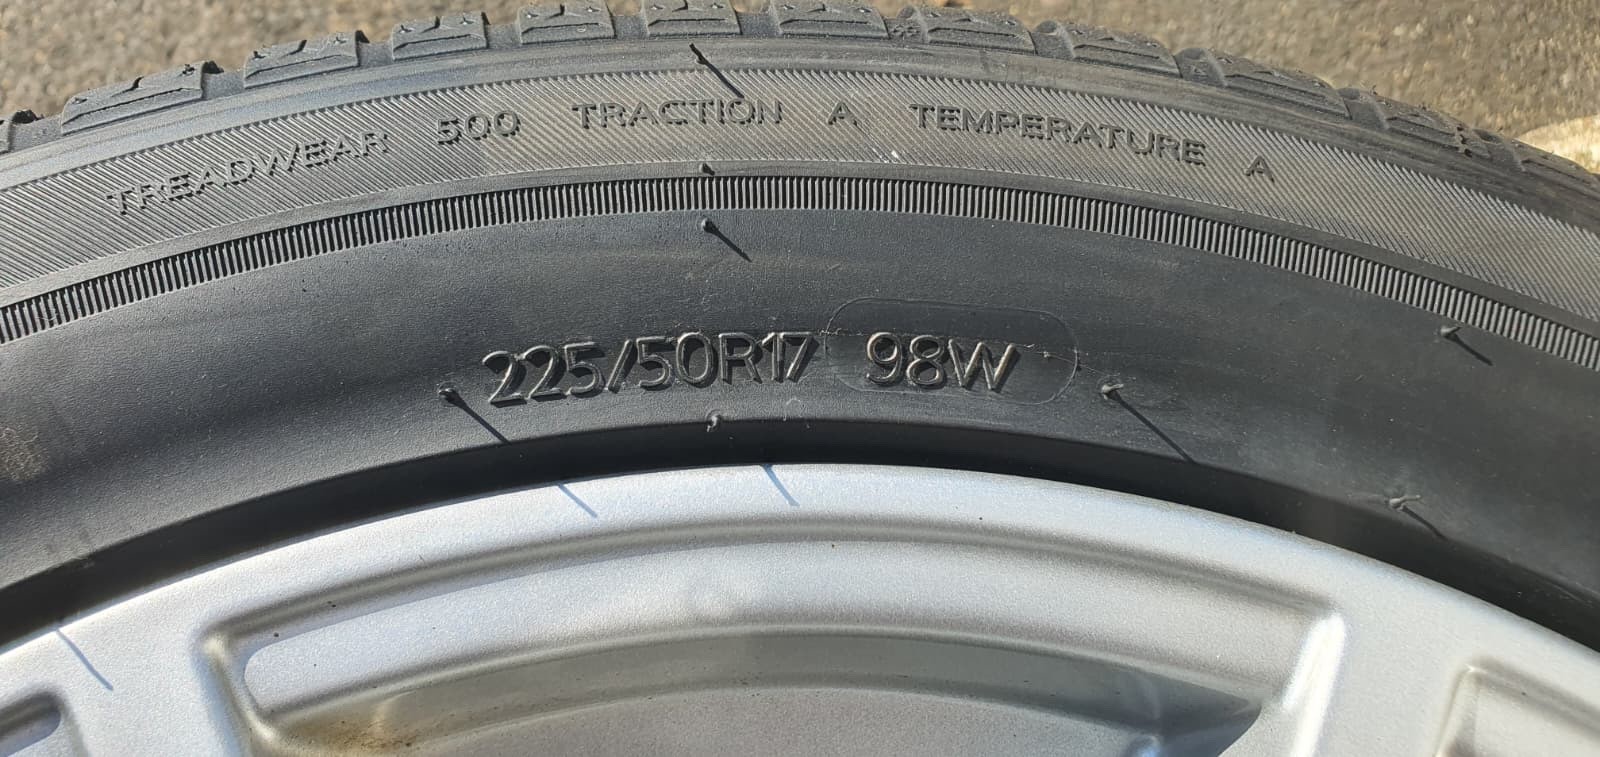 TREADWEAR 500 TRACTION A TEMPERATURE A
225/50R17 98W